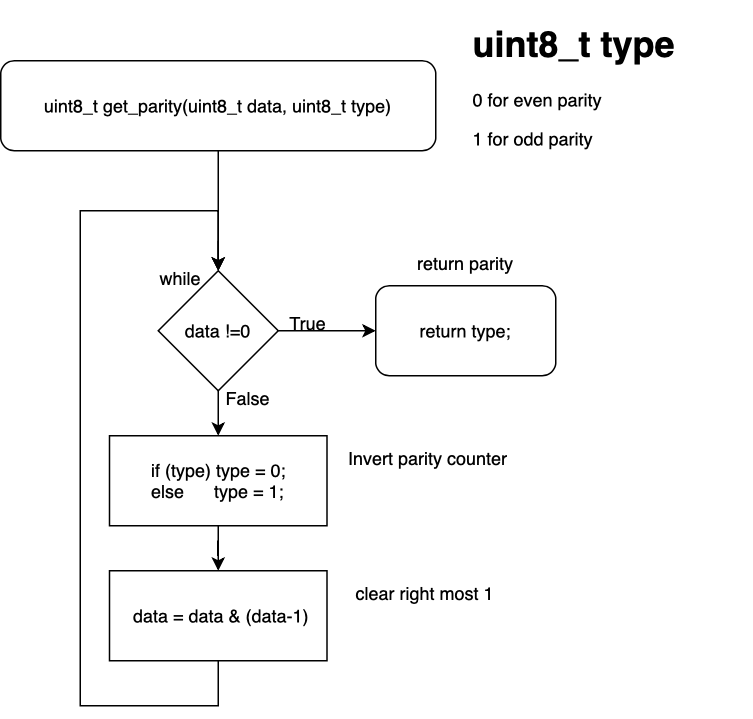 uint8_t type
uint8_t get_parity(uint8_t data, uint8_t type)
0 for even parity
1 for odd parity
while
return parity
data !=0
True
return type;
False
if (type) type = 0;
else type = 1;
Invert parity counter
data = data & (data-1)
clear right most 1